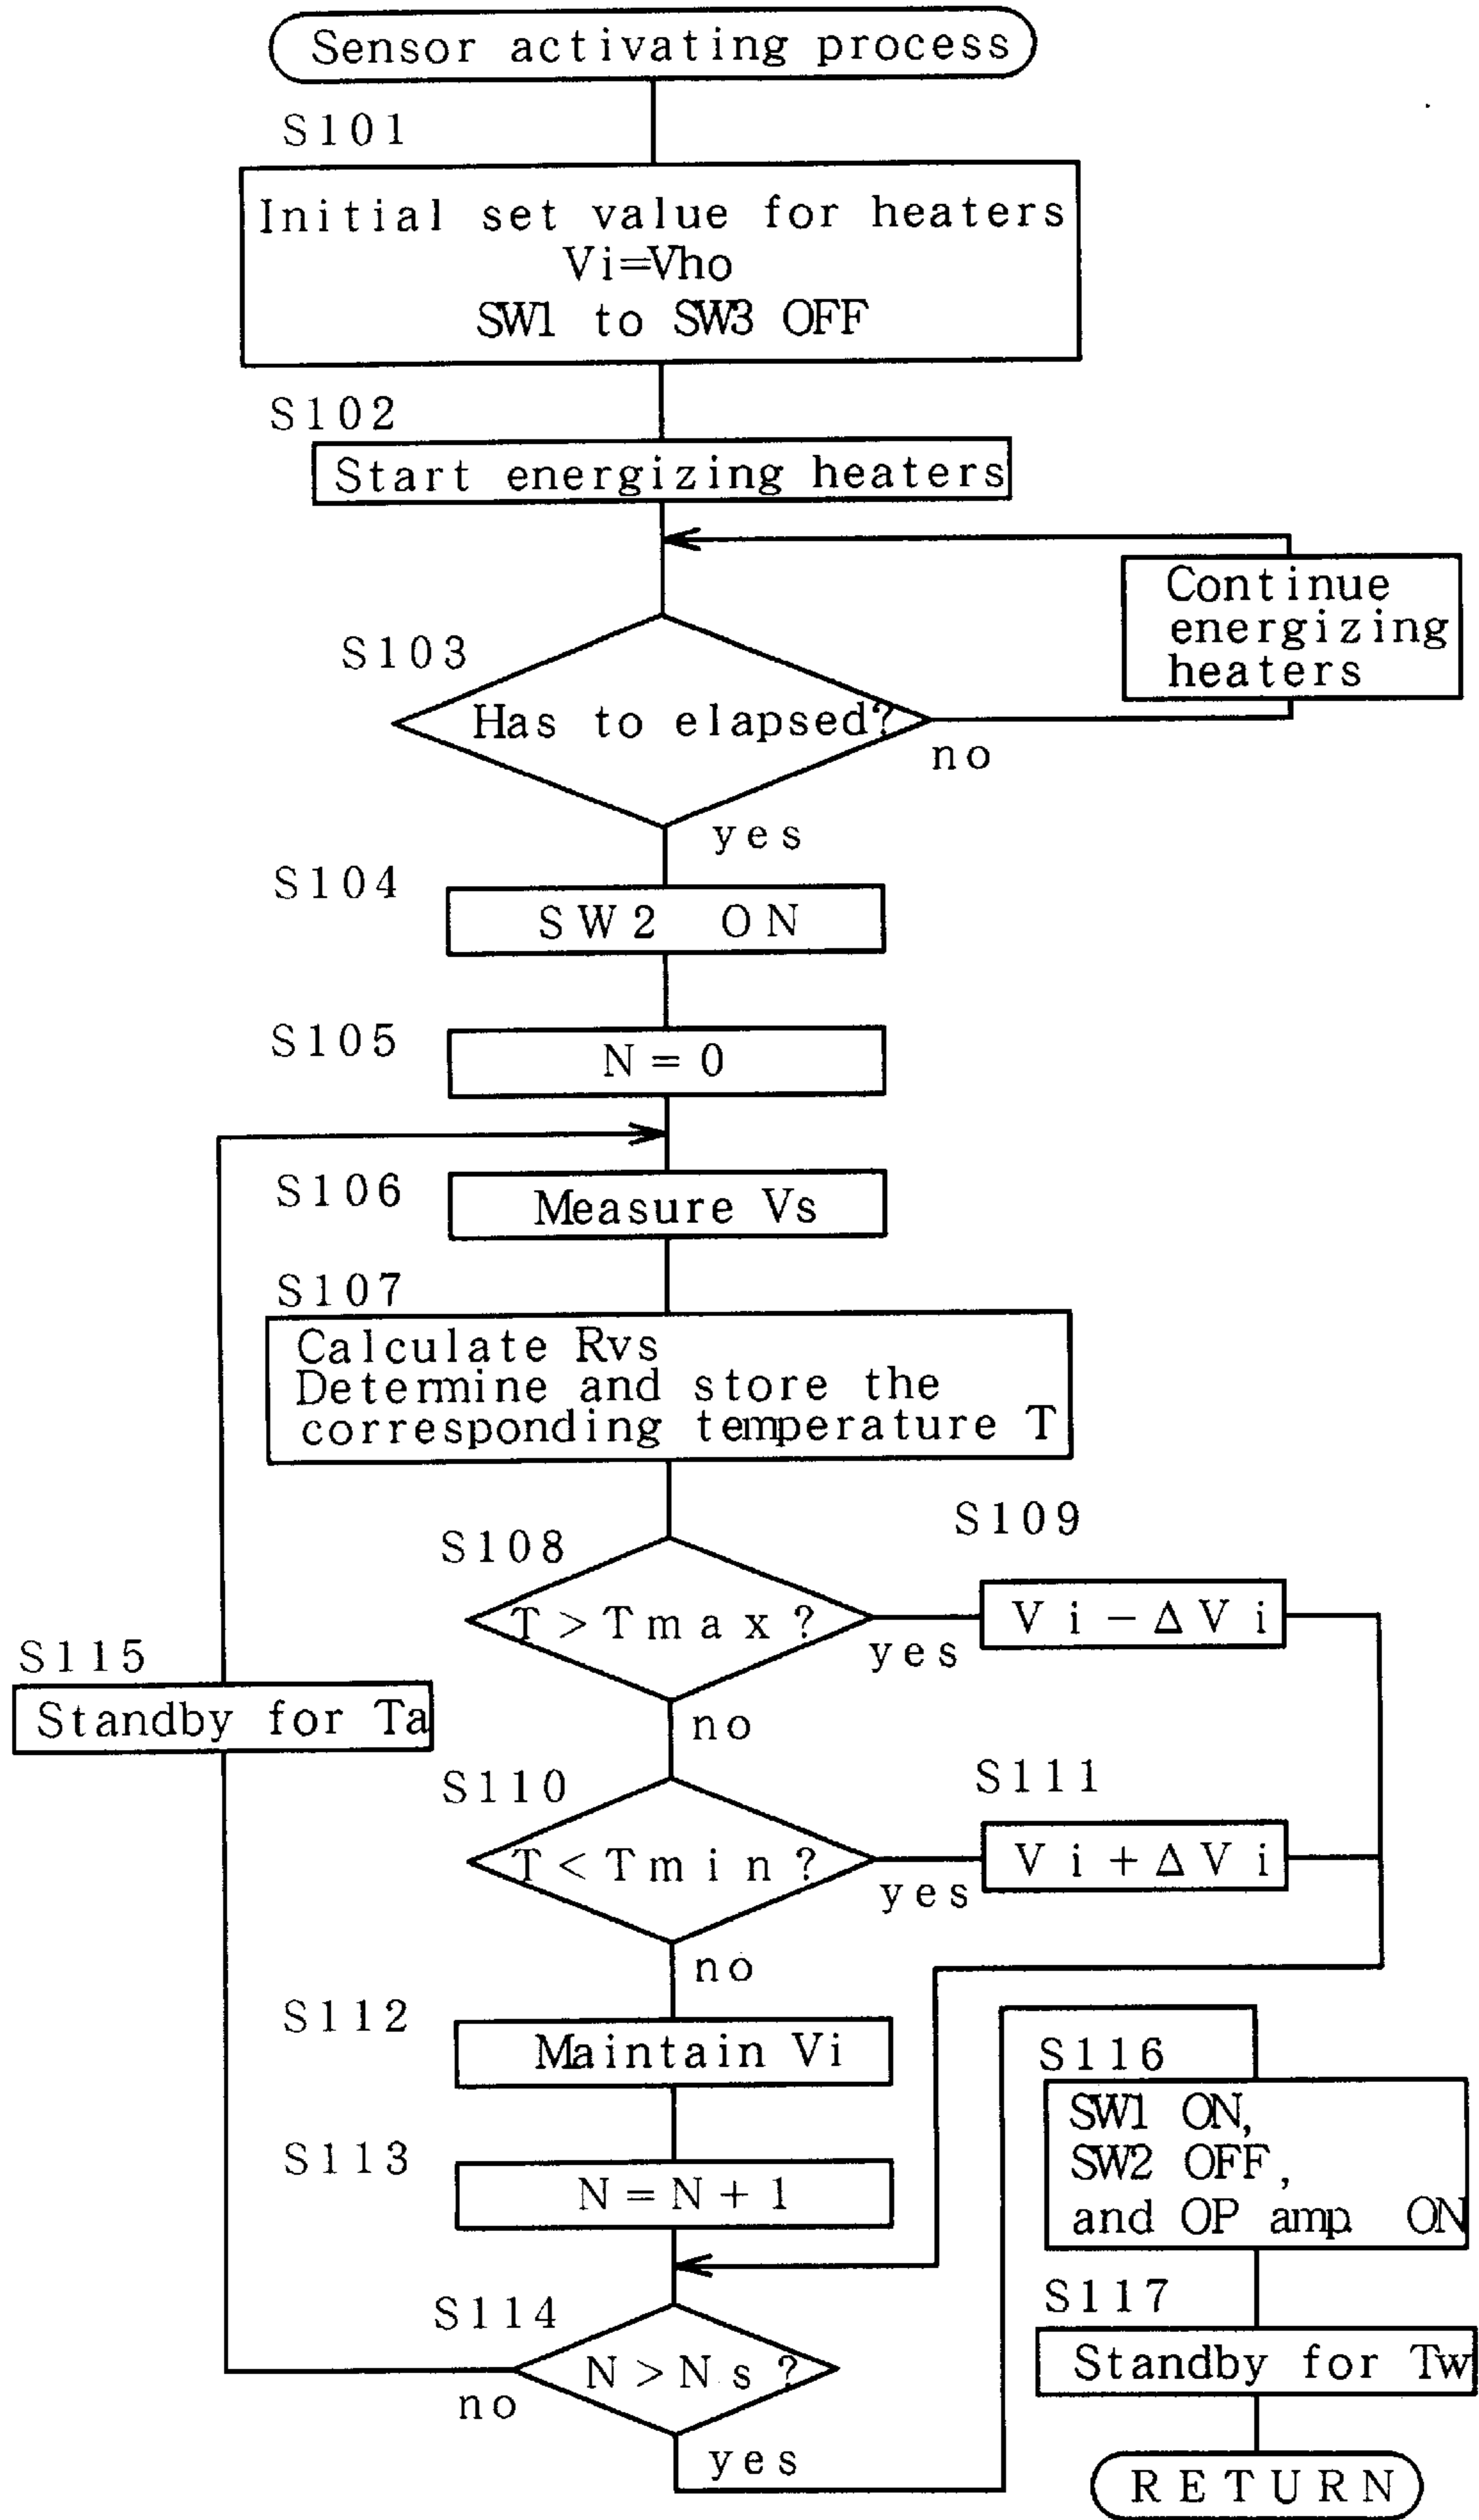 Sensor activating process
S101
Initial set value for heaters
Vi=Vho
SW1 to SW3 OFF
S102
Start energizing heaters
Continue
energizing
heaters
S103
Has to elapsed?
no
yes
S104
SW2 ON
S105
N=0
S106
Measure Vs
S107
Calculate Rvs
Determine and store the
corresponding temperature T
S108
T>Tmax?
yes
S109
Vi-ΔVi
no
S115
Standby for Ta
S110
T<Tmin?
yes
S111
Vi+ΔVi
no
S112
Maintain Vi
S113
N=N+1
S114
N>Ns?
no
yes
S116
SW1 ON,
SW2 OFF,
and OP amp ON
S117
Standby for Tw
RETURN